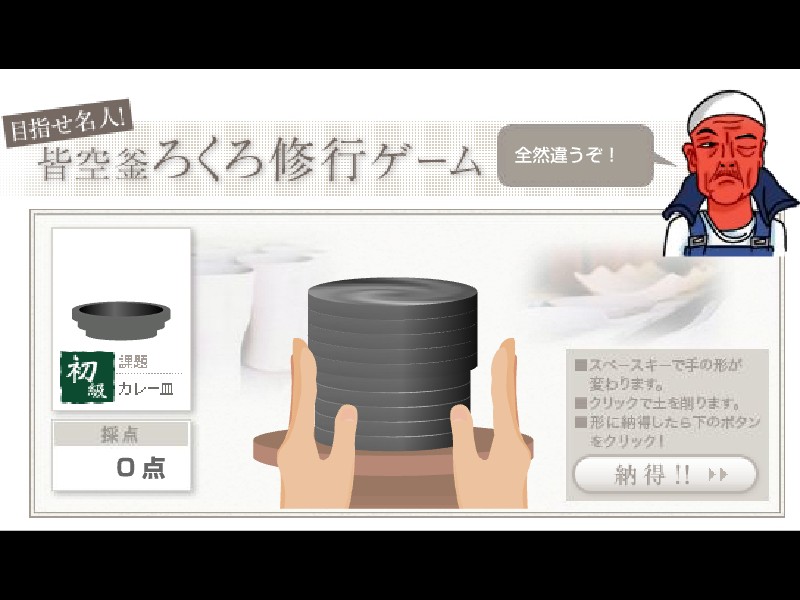 目指せ名人!
皆空釜ろくろ修行ゲーム
全然違うぞ！
初級
課題
カレー皿
採点
0点
■スペースキーで手の形が
変わります。
■クリックで土を削ります。
■形に納得したら下のボタン
をクリック!
納得!!